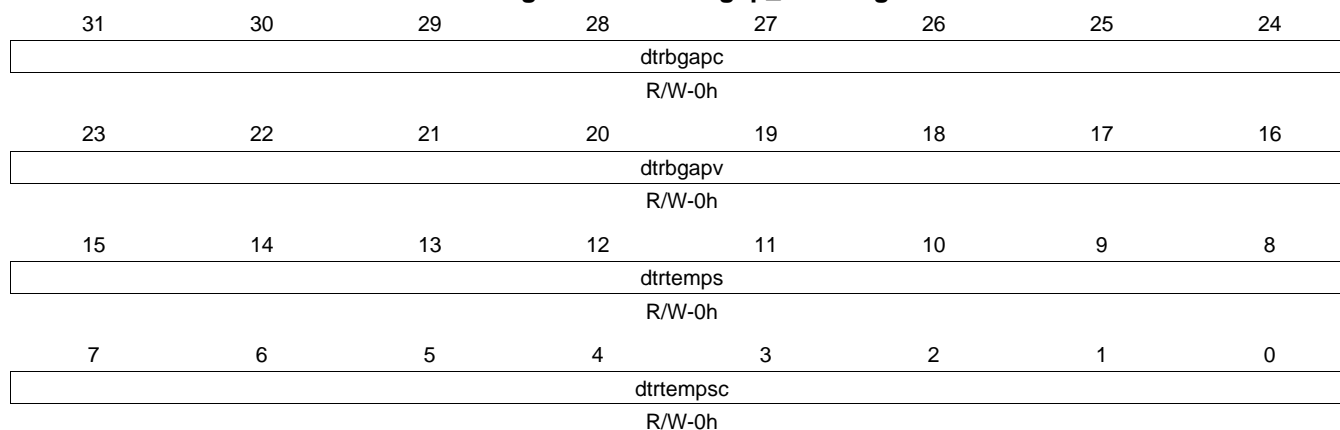 31 30 29 28 27 26 25 24
dtrbgapc
R/W-0h
23 22 21 20 19 18 17 16
dtrbgapv
R/W-0h
15 14 13 12 11 10 9 8
dtrtemps
R/W-0h
7 6 5 4 3 2 1 0
dtrtempsc
R/W-0h